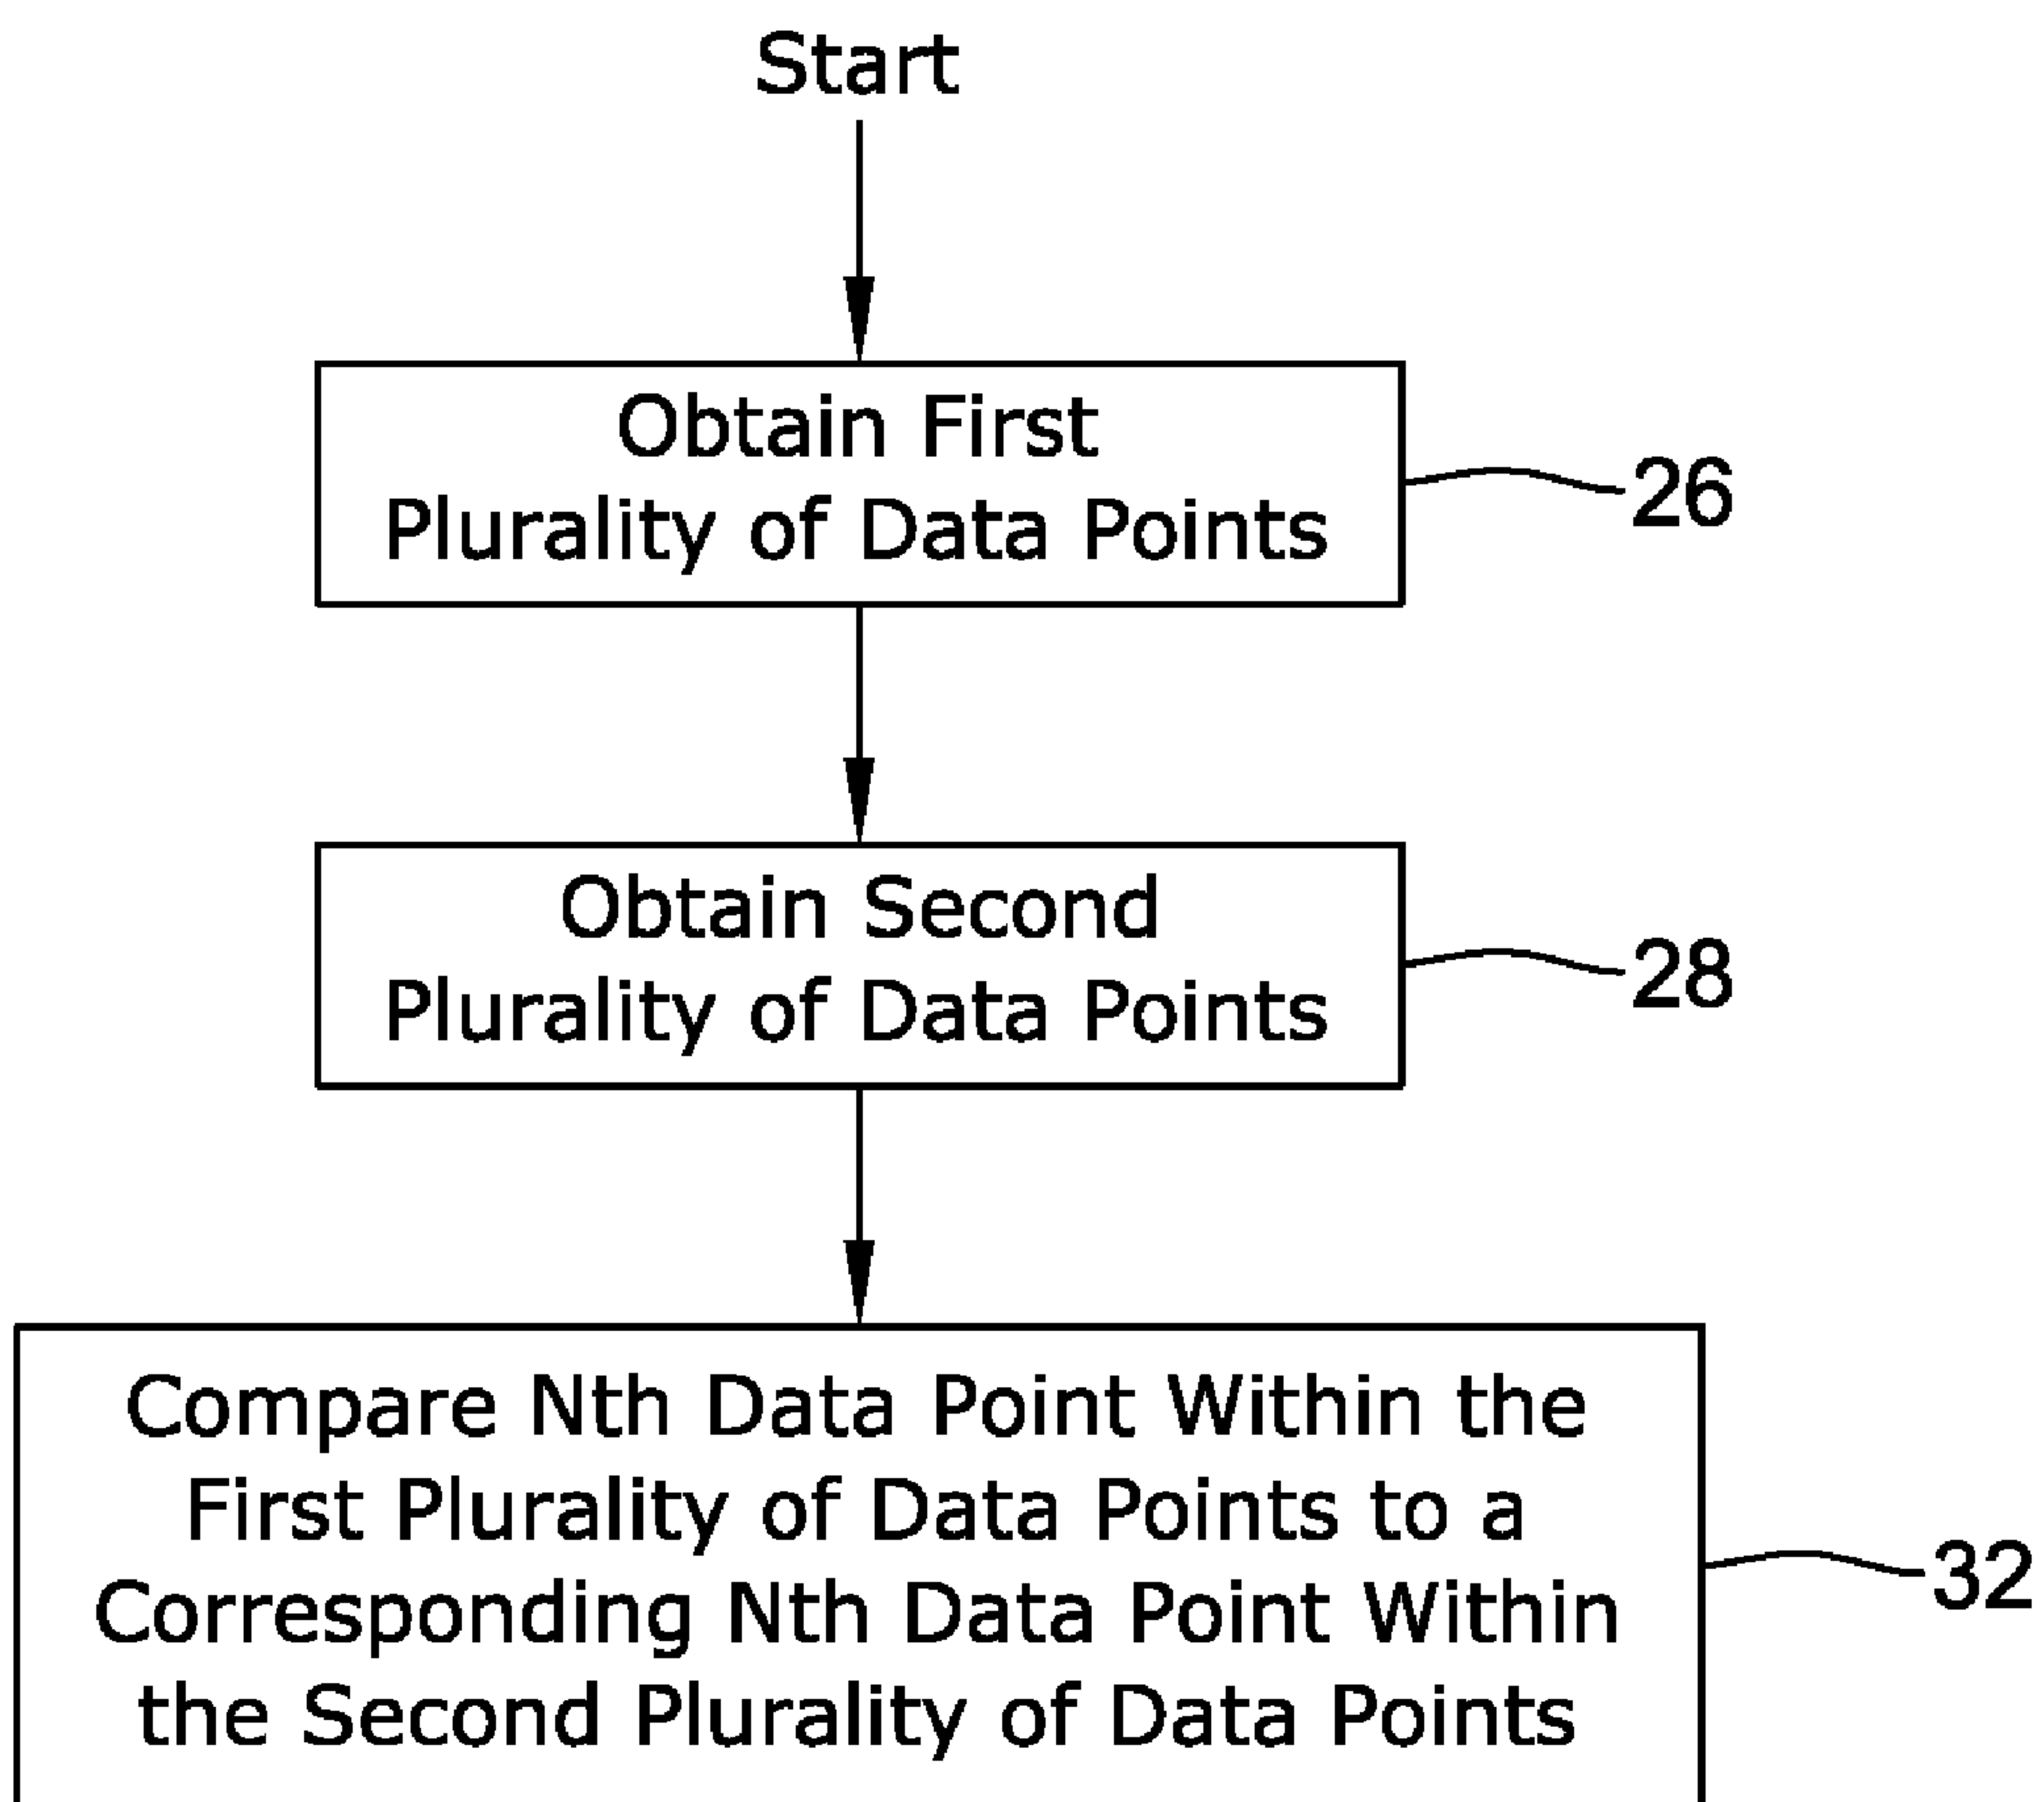 Start
Obtain First
Plurality of Data Points
26
Obtain Second
Plurality of Data Points
28
Compare Nth Data Point Within the
First Plurality of Data Points to a
Corresponding Nth Data Point Within
the Second Plurality of Data Points
32